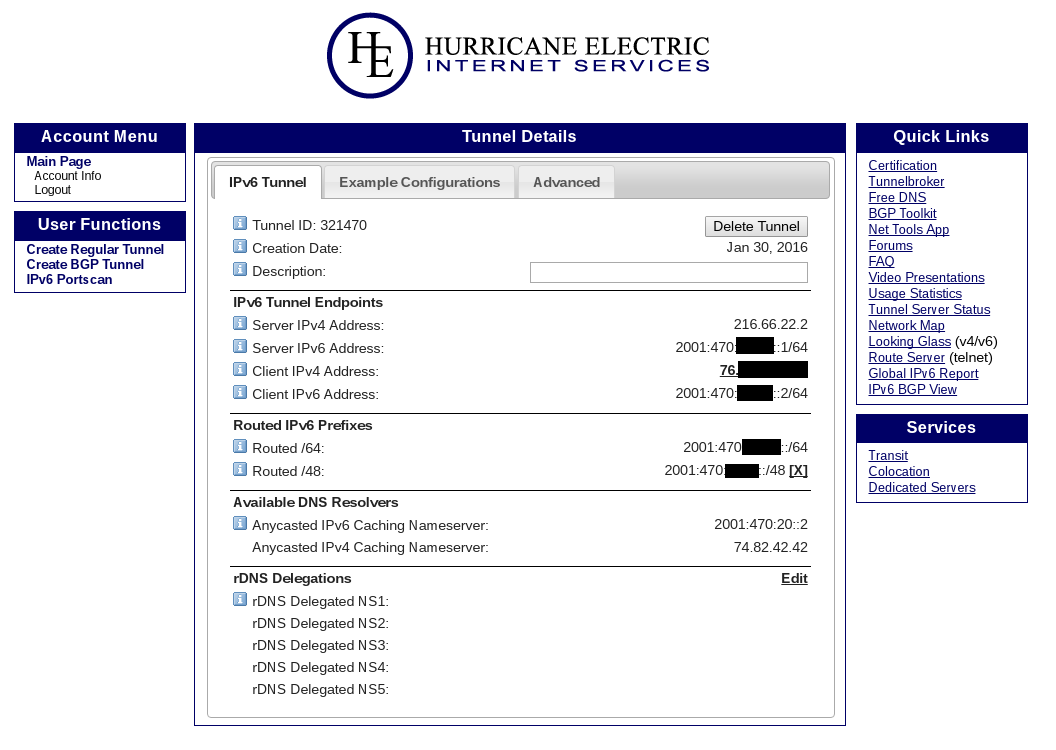 HE
HURRICANE ELECTRIC
INTERNET SERVICES
Account Menu
Main Page
Account Info
Logout
User Functions
Create Regular Tunnel
Create BGP Tunnel
IPv6 Portscan
Tunnel Details
IPv6 Tunnel Example Configurations Advanced
Tunnel ID: 321470 Delete Tunnel
Creation Date: Jan 30, 2016
Description:
IPv6 Tunnel Endpoints
Server IPv4 Address: 216.66.22.2
Server IPv6 Address: 2001:470: ::1/64
Client IPv4 Address: 76.
Client IPv6 Address: 2001:470: ::2/64
Routed IPv6 Prefixes
Routed /64: 2001:470 ::/64
Routed /48: 2001:470: ::/48 [X]
Available DNS Resolvers
Anycasted IPv6 Caching Nameserver: 2001:470:20::2
Anycasted IPv4 Caching Nameserver: 74.82.42.42
rDNS Delegations Edit
rDNS Delegated NS1:
rDNS Delegated NS2:
rDNS Delegated NS3:
rDNS Delegated NS4:
rDNS Delegated NS5:
Quick Links
Certification
Tunnelbroker
Free DNS
BGP Toolkit
Net Tools App
Forums
FAQ
Video Presentations
Usage Statistics
Tunnel Server Status
Network Map
Looking Glass (v4/v6)
Route Server (telnet)
Global IPv6 Report
IPv6 BGP View
Services
Transit
Colocation
Dedicated Servers